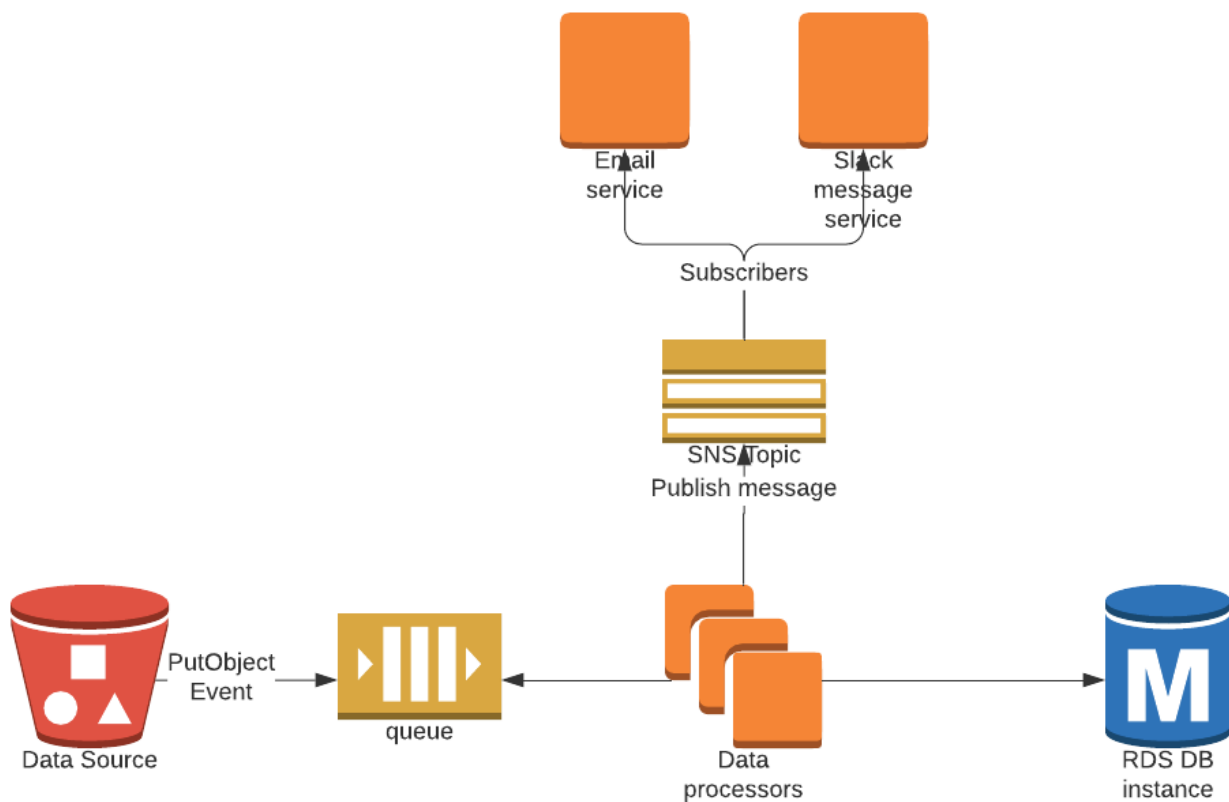 Email
service
Slack
message
service
Subscribers
SNS Topic
Publish message
PutObject
Event
Data Source
queue
Data
processors
M
RDS DB
instance